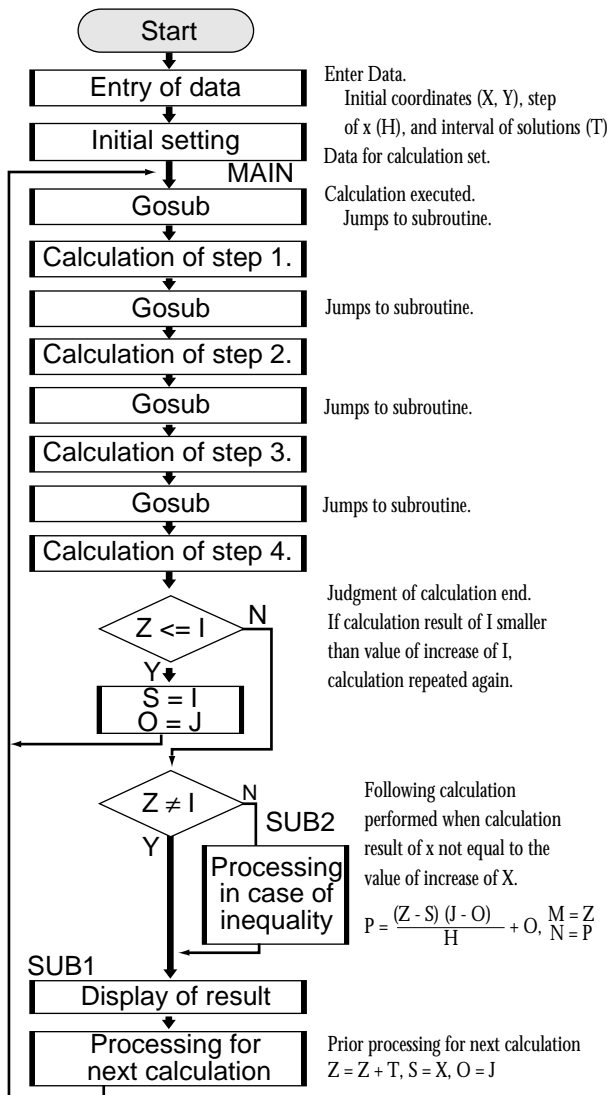 Start
Entry of data
Enter Data.
Initial coordinates (X, Y), step
of x (H), and interval of solutions (T)
Initial setting
Data for calculation set.
MAIN
Gosub
Calculation executed.
Jumps to subroutine.
Calculation of step 1.
Gosub
Jumps to subroutine.
Calculation of step 2.
Gosub
Jumps to subroutine.
Calculation of step 3.
Gosub
Jumps to subroutine.
Calculation of step 4.
Judgment of calculation end.
If calculation result of I smaller
than value of increase of I,
calculation repeated again.
Z <= I
N
Y
S = I
O = J
Z ≠ I
N
Y
SUB2
Processing
in case of
inequality
Following calculation
performed when calculation
result of x not equal to the
value of increase of X.
P = (Z - S) (J - O) / H + O, M = Z
N = P
SUB1
Display of result
Processing for
next calculation
Prior processing for next calculation
Z = Z + T, S = X, O = J